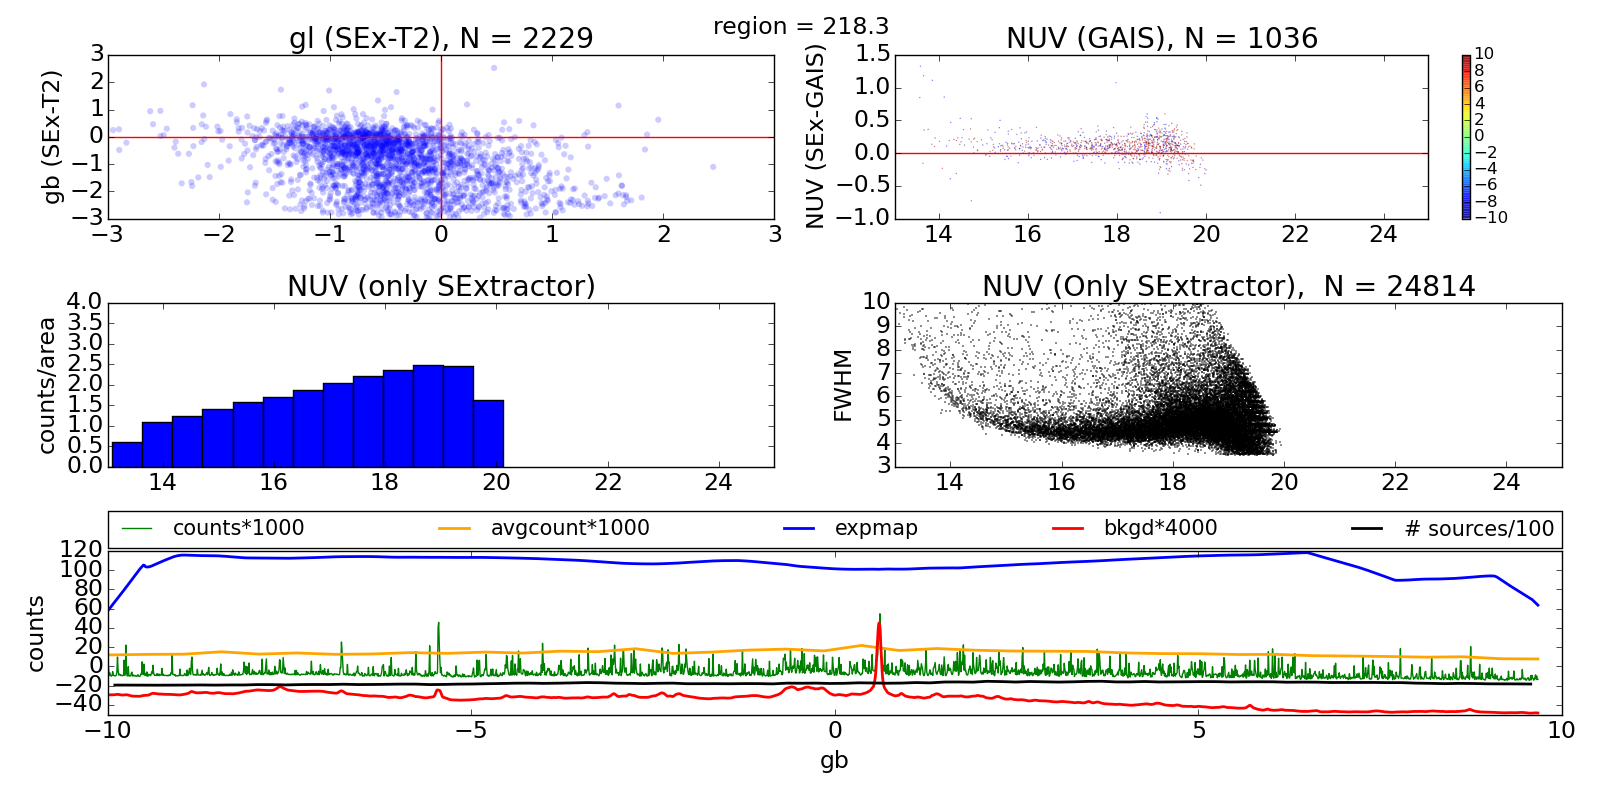 region = 218.3
gl (SEx-T2), N = 2229
3
2
1
0
−1
−2
−3
gb (SEx-T2)
−3 −2 −1 0 1 2 3
NUV (GAIS), N = 1036
1.5
1.0
0.5
0.0
−0.5
−1.0
NUV (SEx-GAIS)
14 16 18 20 22 24
10
8
6
4
2
0
−2
−4
−6
−8
−10
NUV (only SExtractor)
4.0
3.5
3.0
2.5
2.0
1.5
1.0
0.5
0.0
counts/area
14 16 18 20 22 24
NUV (Only SExtractor),  N = 24814
10
9
8
7
6
5
4
3
FWHM
14 16 18 20 22 24
counts*1000 avgcount*1000 expmap bkgd*4000 # sources/100
120
100
80
60
40
20
0
−20
−40
counts
−10 −5 0 5 10
gb